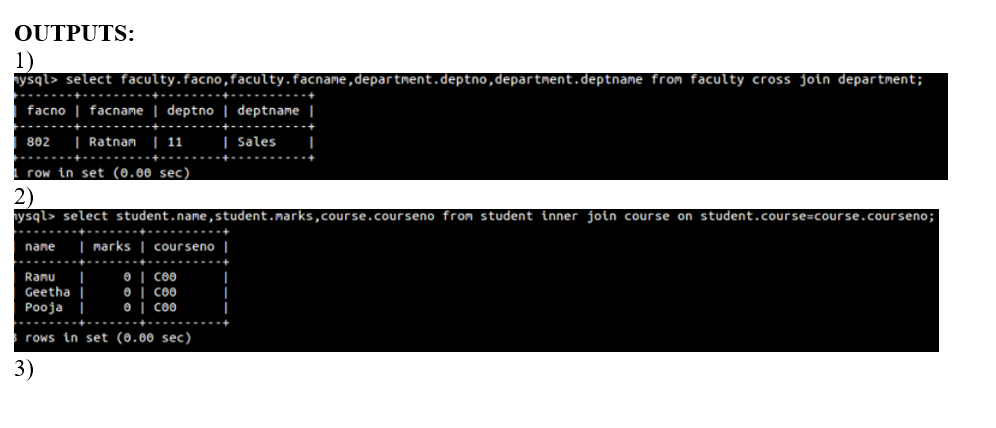 OUTPUTS:
1)
mysql> select faculty.facno,faculty.facname,department.deptno,department.deptname from faculty cross join department;
+-------+---------+--------+----------+
| facno | facname | deptno | deptname |
+-------+---------+--------+----------+
| 802 | Ratnam | 11 | Sales |
+-------+---------+--------+----------+
1 row in set (0.00 sec)
2)
mysql> select student.name,student.marks,course.courseno from student inner join course on student.course=course.courseno;
+--------+-------+----------+
| name | marks | courseno |
+--------+-------+----------+
| Ramu | 0 | C00 |
| Geetha | 0 | C00 |
| Pooja | 0 | C00 |
+--------+-------+----------+
3 rows in set (0.00 sec)
3)